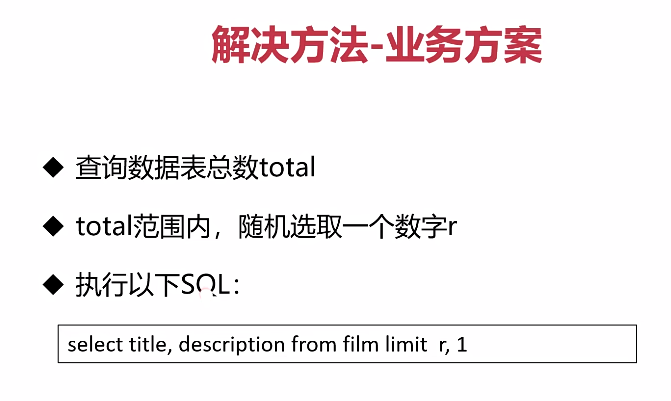 解决方法-业务方案
◆ 查询数据表总数total
◆ total范围内，随机选取一个数字r
◆ 执行以下SQL：
select title, description from film limit r, 1